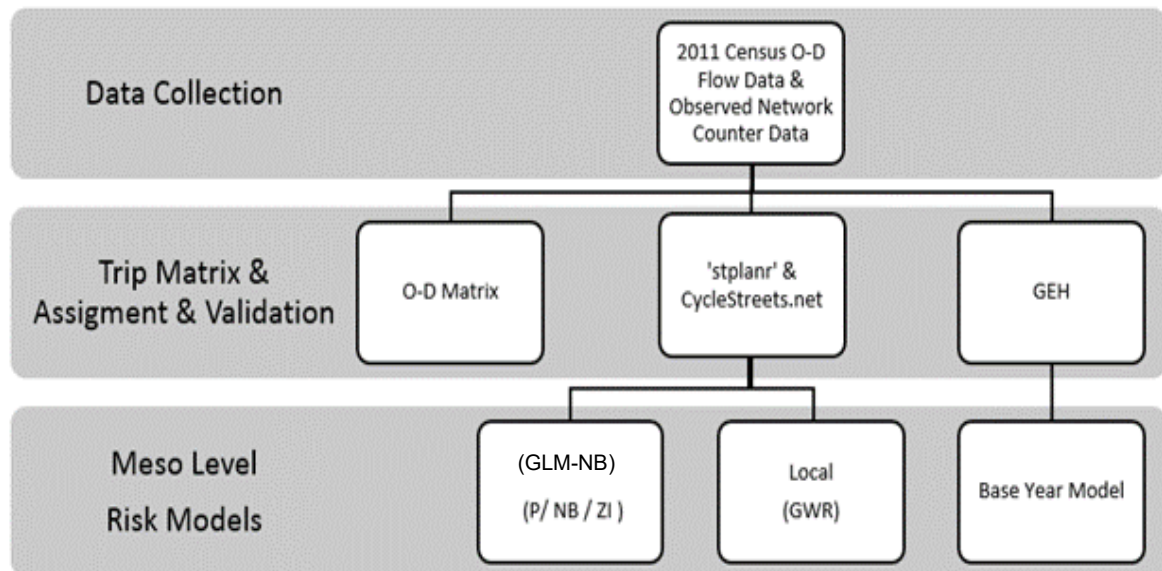 Data Collection
2011 Census O-D
Flow Data &
Observed Network
Counter Data
Trip Matrix &
Assigment & Validation
O-D Matrix
'stplanr' &
CycleStreets.net
GEH
Meso Level
Risk Models
(GLM-NB)
(P/ NB / ZI )
Local
(GWR)
Base Year Model